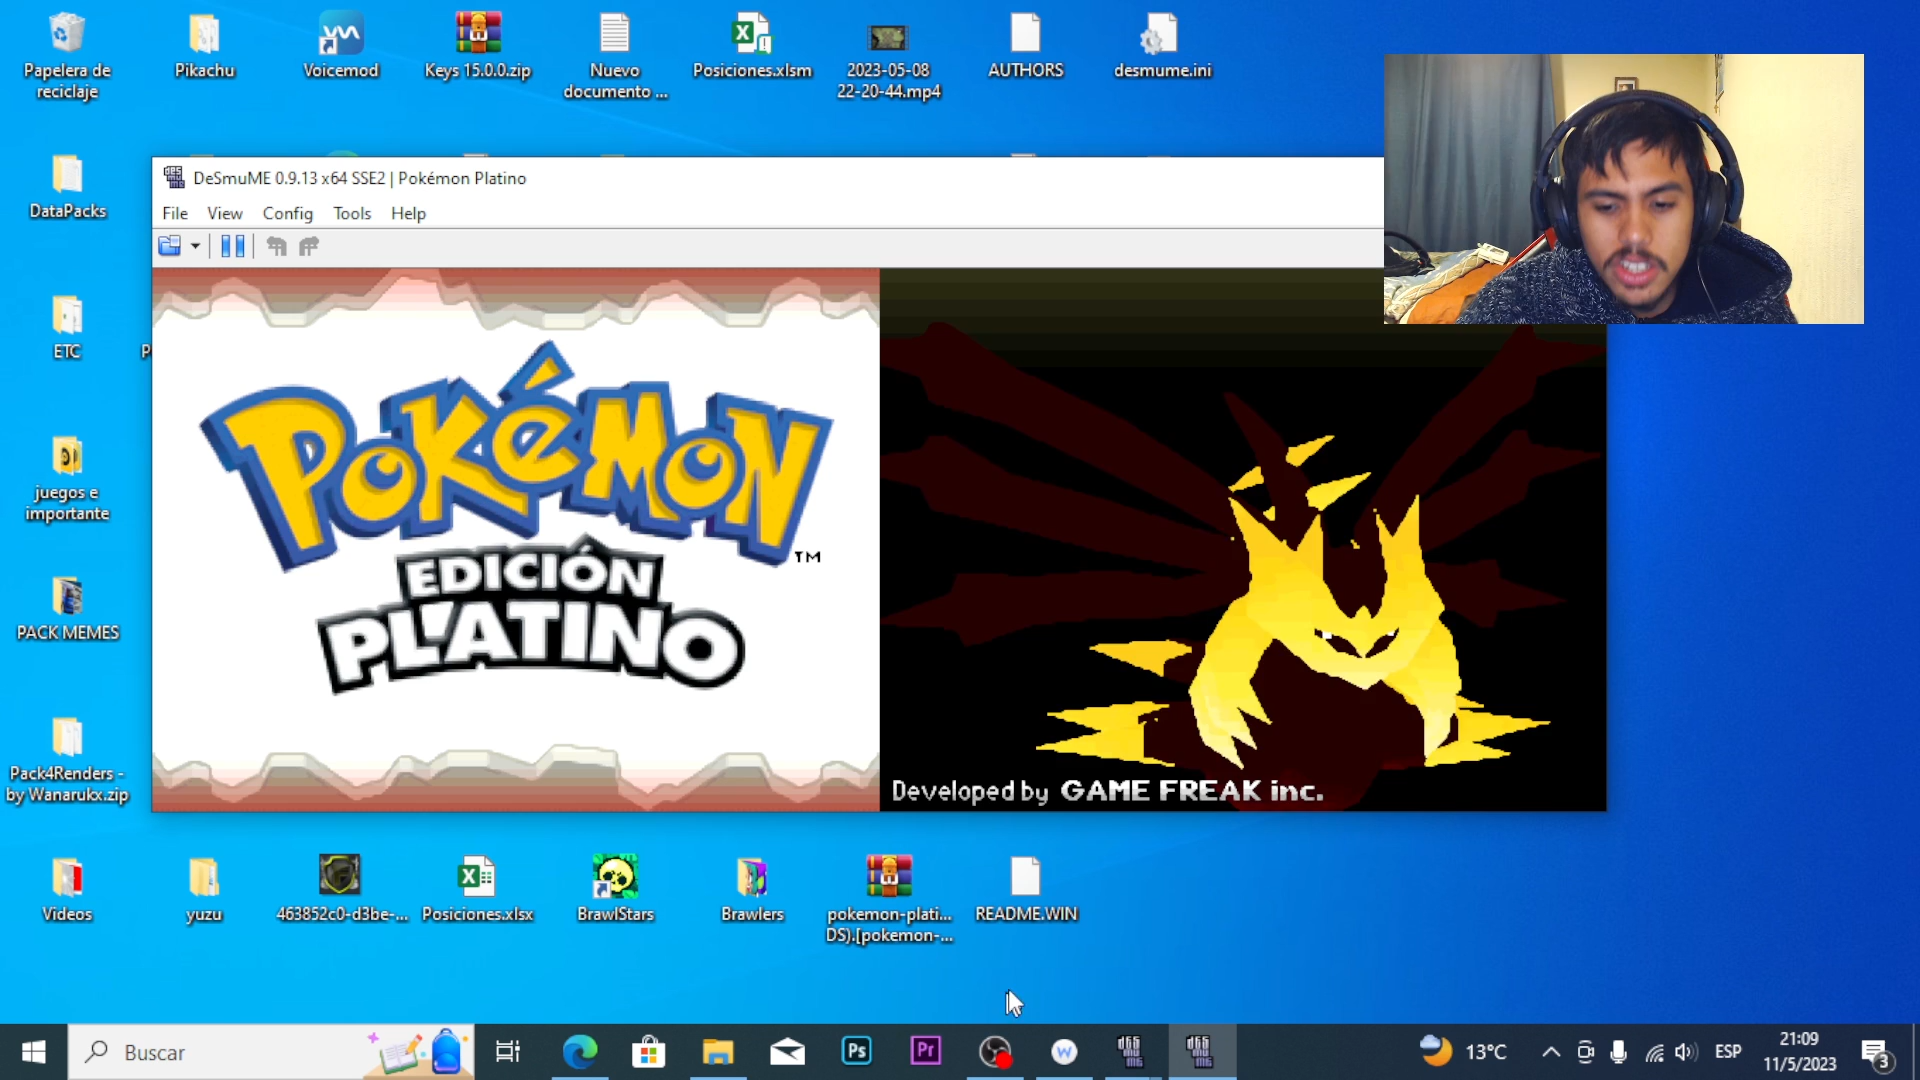 Papelera de
reciclaje
Pikachu
Voicemod
Keys 15.0.0.zip
Nuevo
documento ...
Posiciones.xlsm
2023-05-08
22-20-44.mp4
AUTHORS
desmume.ini
DataPacks
ETC
P
juegos e
importante
PACK MEMES
Pack4Renders -
by Wanarukx.zip
DeSmuME 0.9.13 x64 SSE2 | Pokémon Platino
File View Config Tools Help
POKéMON
TM
EDICIÓN
PLATINO
Developed by GAME FREAK inc.
Videos
yuzu
463852c0-d3be-...
Posiciones.xlsx
BrawlStars
Brawlers
pokemon-plati...
DS).[pokemon-...
README.WIN
Buscar
Ps
Pr
W
13°C
ESP
21:09
11/5/2023
3